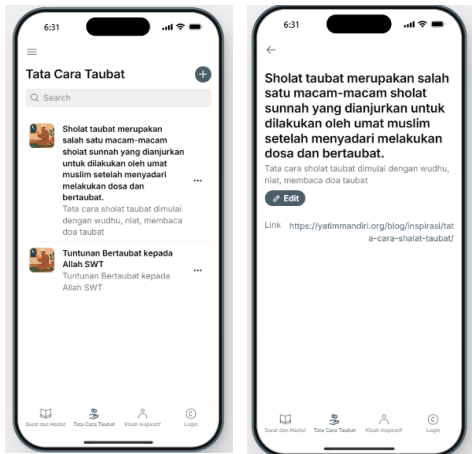 6:31
Tata Cara Taubat
Search
Sholat taubat merupakan
salah satu macam-macam
sholat sunnah yang dianjurkan
untuk dilakukan oleh umat
muslim setelah menyadari
melakukan dosa dan
bertaubat.
Tata cara sholat taubat dimulai
dengan wudhu, niat, membaca
doa taubat
Tuntunan Bertaubat kepada
Allah SWT
Tuntunan Bertaubat kepada
Allah SWT
Surat dan Hadist
Tata Cara Taubat
Kisah Inspiratif
Login
6:31
Sholat taubat merupakan salah
satu macam-macam sholat
sunnah yang dianjurkan untuk
dilakukan oleh umat muslim
setelah menyadari melakukan
dosa dan bertaubat.
Tata cara sholat taubat dimulai dengan wudhu,
niat, membaca doa taubat
Edit
Link https://yatimmandiri.org/blog/inspirasi/tat
a-cara-shalat-taubat/
Surat dan Hadist
Tata Cara Taubat
Kisah Inspiratif
Login